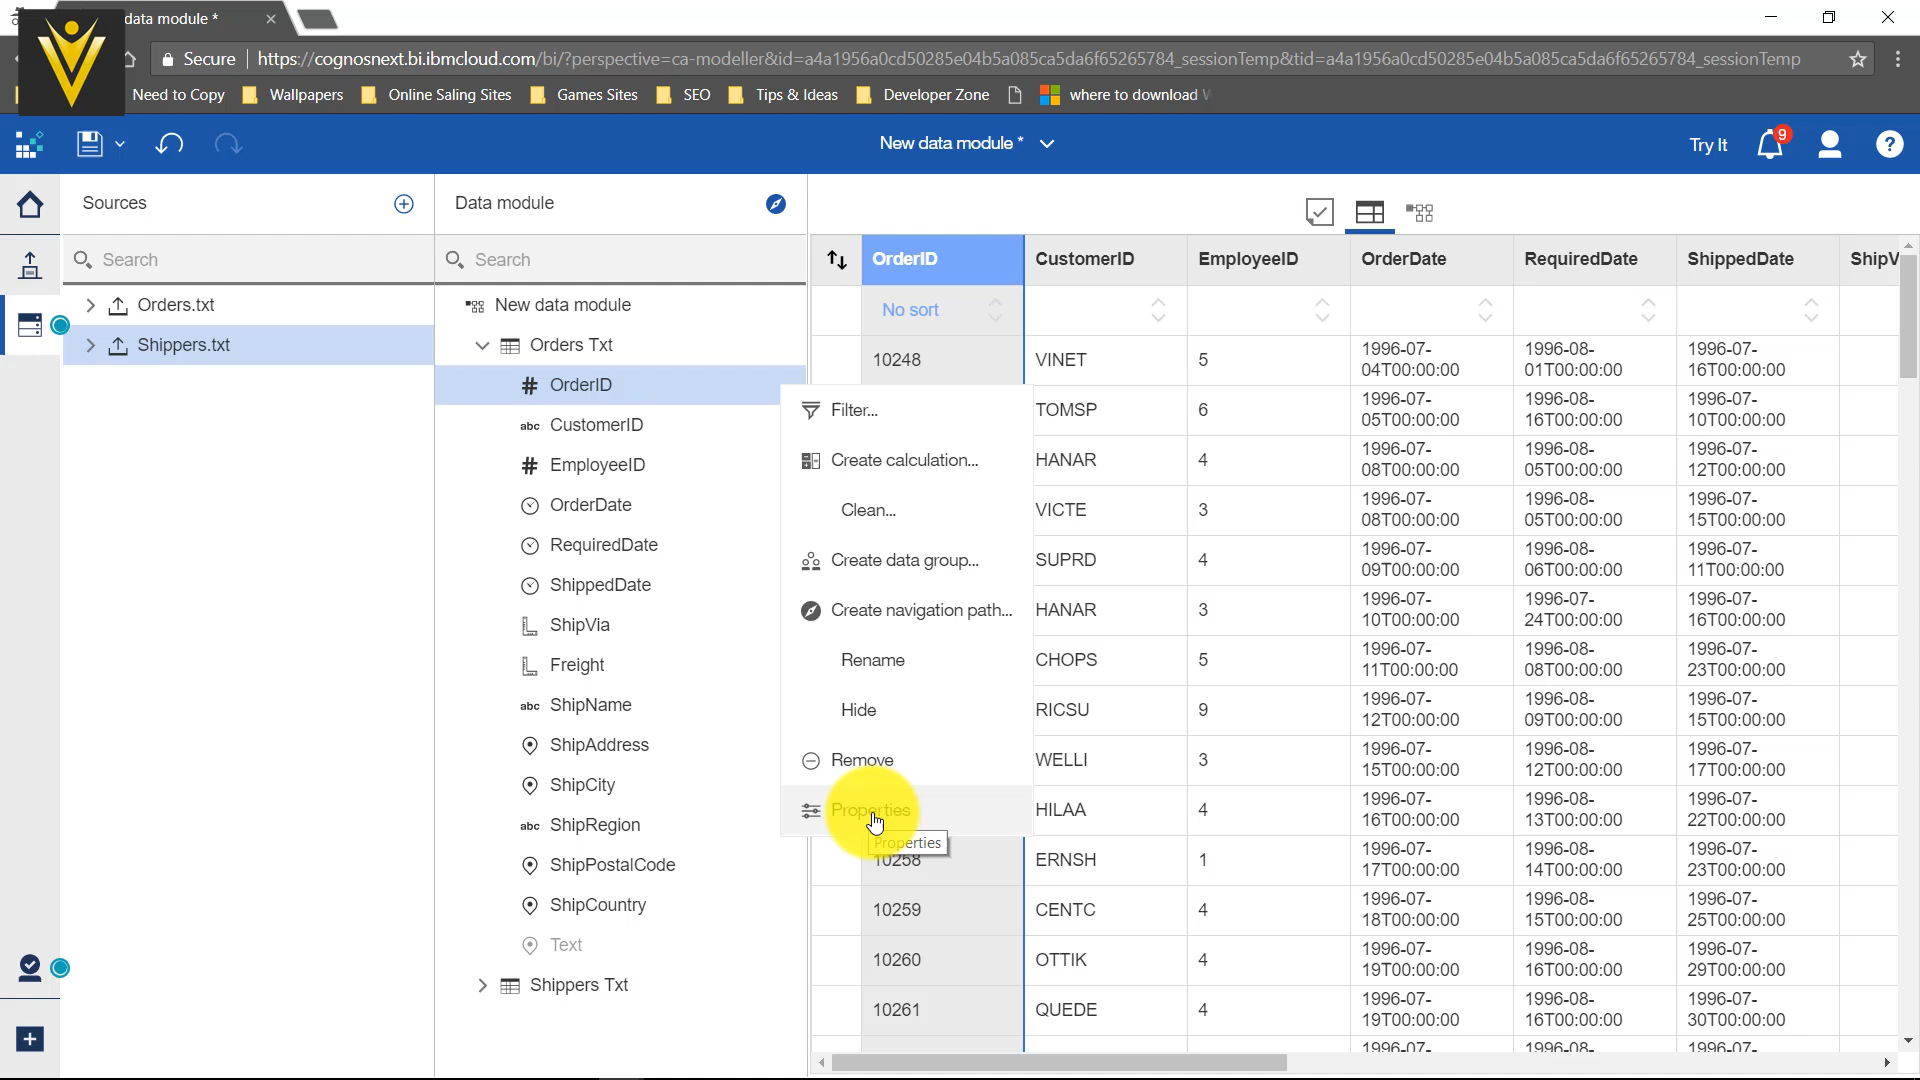 data module *
Secure https://cognosnext.bi.ibmcloud.com/bi/?perspective=ca-modeller&id=a4a1956a0cd50285e04b5a085ca5da6f65265784_sessionTemp&tid=a4a1956a0cd50285e04b5a085ca5da6f65265784_sessionTemp
Need to Copy Wallpapers Online Saling Sites Games Sites SEO Tips & Ideas Developer Zone where to download
New data module * Try It 9 ?
Sources
Search
Orders.txt
Shippers.txt
Data module
Search
New data module
Orders Txt
# OrderID
abc CustomerID
# EmployeeID
OrderDate
RequiredDate
ShippedDate
ShipVia
Freight
abc ShipName
ShipAddress
ShipCity
abc ShipRegion
ShipPostalCode
ShipCountry
Text
Shippers Txt
Filter...
Create calculation...
Clean...
Create data group...
Create navigation path...
Rename
Hide
Remove
Properties
Properties
OrderID CustomerID EmployeeID OrderDate RequiredDate ShippedDate ShipV
No sort
10248 VINET 5 1996-07-04T00:00:00 1996-08-01T00:00:00 1996-07-16T00:00:00
TOMSP 6 1996-07-05T00:00:00 1996-08-16T00:00:00 1996-07-10T00:00:00
HANAR 4 1996-07-08T00:00:00 1996-08-05T00:00:00 1996-07-12T00:00:00
VICTE 3 1996-07-08T00:00:00 1996-08-05T00:00:00 1996-07-15T00:00:00
SUPRD 4 1996-07-09T00:00:00 1996-08-06T00:00:00 1996-07-11T00:00:00
HANAR 3 1996-07-10T00:00:00 1996-07-24T00:00:00 1996-07-16T00:00:00
CHOPS 5 1996-07-11T00:00:00 1996-08-08T00:00:00 1996-07-23T00:00:00
RICSU 9 1996-07-12T00:00:00 1996-08-09T00:00:00 1996-07-15T00:00:00
WELLI 3 1996-07-15T00:00:00 1996-08-12T00:00:00 1996-07-17T00:00:00
HILAA 4 1996-07-16T00:00:00 1996-08-13T00:00:00 1996-07-22T00:00:00
10258 ERNSH 1 1996-07-17T00:00:00 1996-08-14T00:00:00 1996-07-23T00:00:00
10259 CENTC 4 1996-07-18T00:00:00 1996-08-15T00:00:00 1996-07-25T00:00:00
10260 OTTIK 4 1996-07-19T00:00:00 1996-08-16T00:00:00 1996-07-29T00:00:00
10261 QUEDE 4 1996-07-19T00:00:00 1996-08-16T00:00:00 1996-07-30T00:00:00
1996-07- 1996-08- 1996-07-